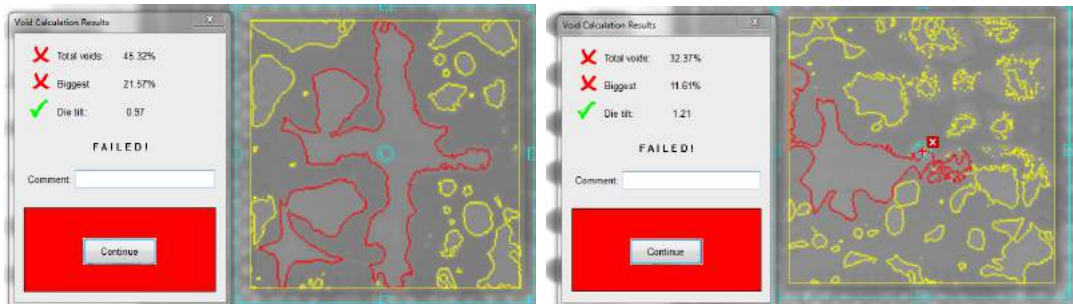 Void Calculation Results
Total voids: 45.32%
Biggest 21.57%
Die tilt: 0.97
FAILED!
Comment:
Continue
Void Calculation Results
Total voids: 32.37%
Biggest 11.61%
Die tilt: 1.21
FAILED!
Comment:
Continue